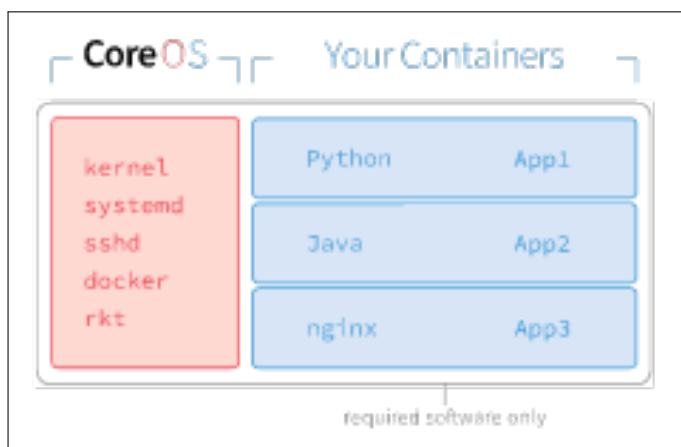 CoreOS
Your Containers
kernel
systemd
sshd
docker
rkt
Python App1
Java App2
nginx App3
required software only